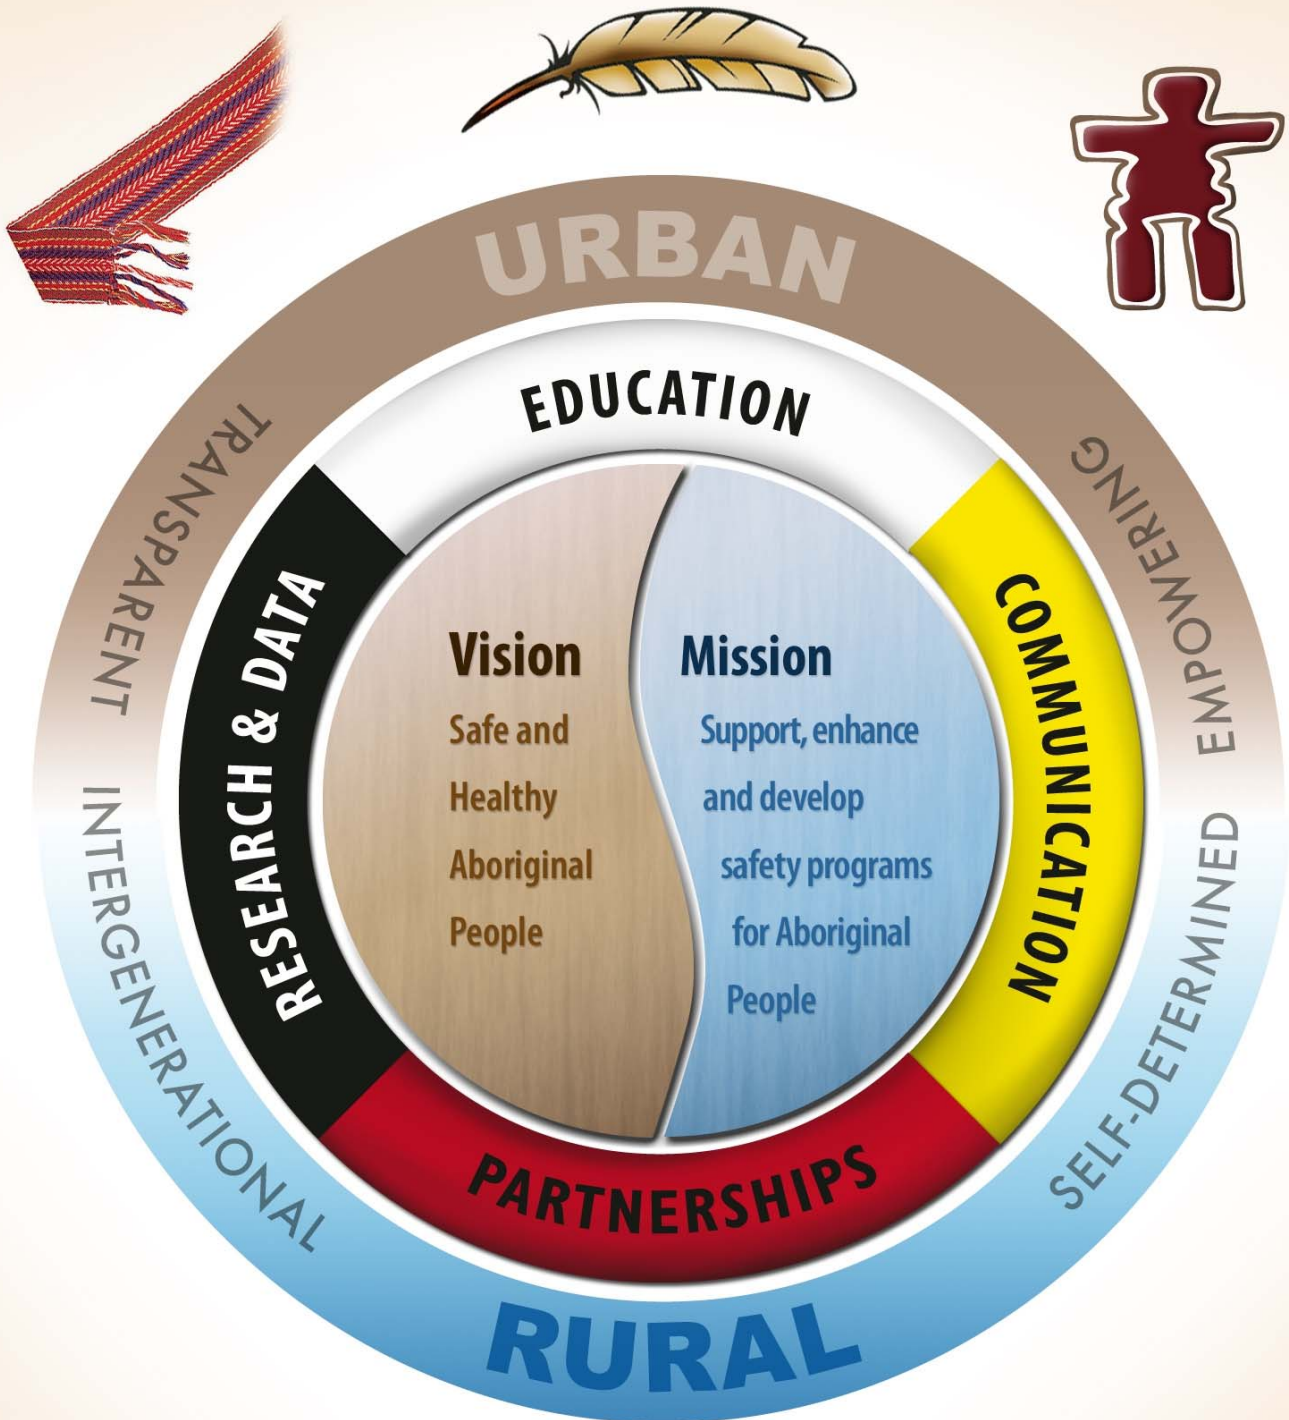 URBAN
EDUCATION
TRANSPARENT
EMPOWERING
RESEARCH & DATA
COMMUNICATION
Vision
Safe and
Healthy
Aboriginal
People
Mission
Support, enhance
and develop
safety programs
for Aboriginal
People
INTERGENERATIONAL
SELF-DETERMINED
PARTNERSHIPS
RURAL